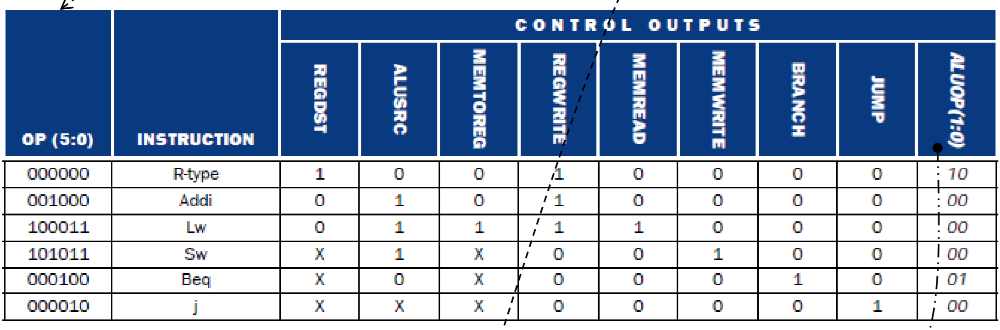 CONTROL OUTPUTS
OP (5:0) INSTRUCTION REGDST ALUSRC MEMTOREG REGWRITE MEMREAD MEMWRITE BRANCH JUMP ALUOP(1:0)
000000 R-type 1 0 0 1 0 0 0 0 10
001000 Addi 0 1 0 1 0 0 0 0 00
100011 Lw 0 1 1 1 1 0 0 0 00
101011 Sw X 1 X 0 0 1 0 0 00
000100 Beq X 0 X 0 0 0 1 0 01
000010 j X X X 0 0 0 0 1 00